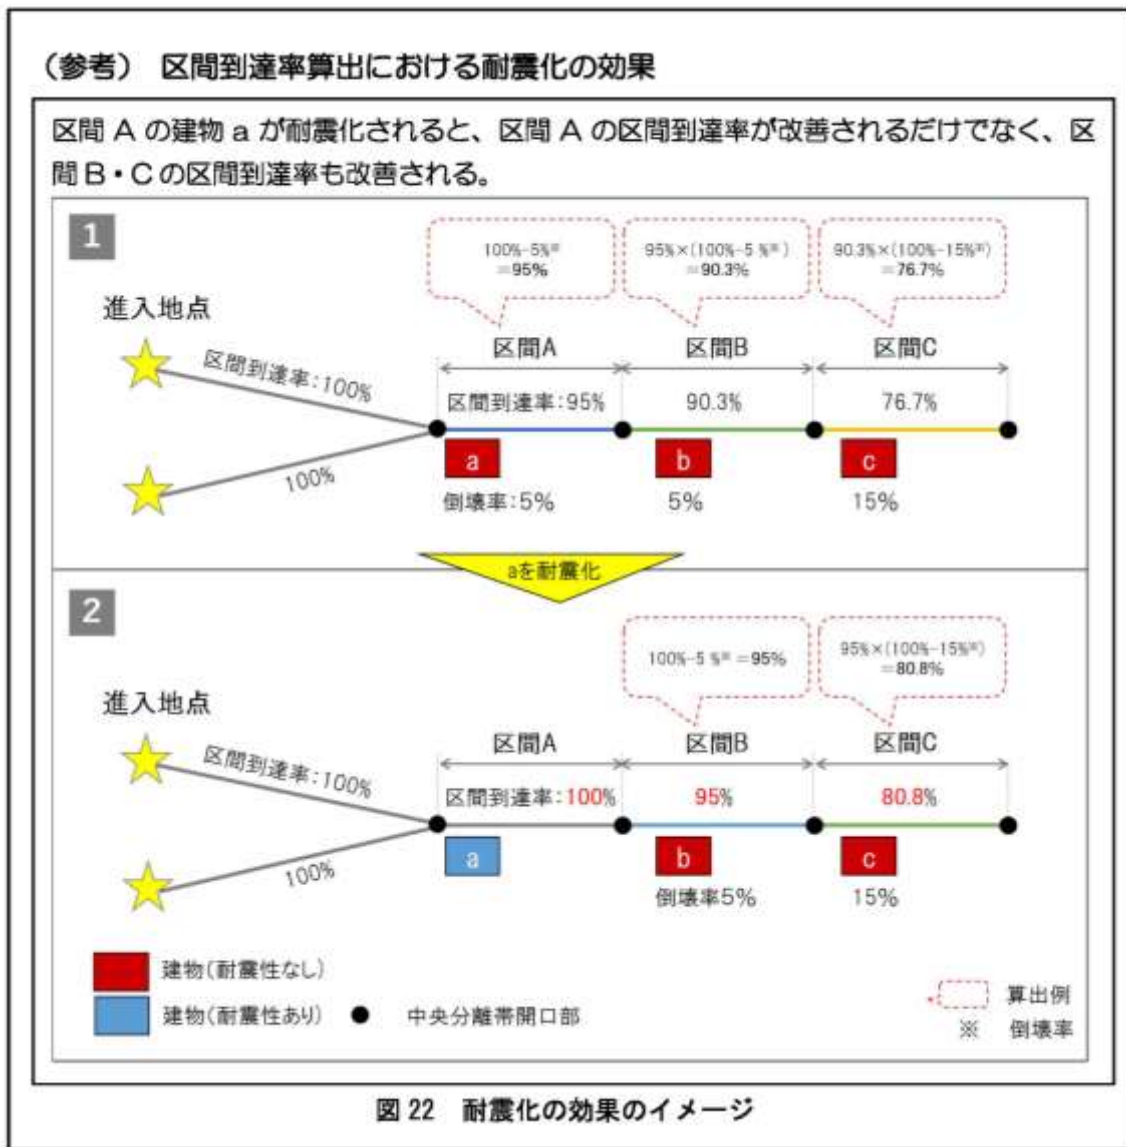 （参考） 区間到達率算出における耐震化の効果
区間 A の建物 a が耐震化されると、区間 A の区間到達率が改善されるだけでなく、区
間 B・C の区間到達率も改善される。
1
100%-5%※
=95%
95%×(100%-5 %※)
=90.3%
90.3%×(100%-15%※)
=76.7%
進入地点
区間A
区間B
区間C
区間到達率:100%
区間到達率:95%
90.3%
76.7%
100%
a
b
c
倒壊率:5%
5%
15%
aを耐震化
2
100%-5 %※ =95%
95%×(100%-15%※)
=80.8%
進入地点
区間A
区間B
区間C
区間到達率:100%
区間到達率:100%
95%
80.8%
100%
a
b
c
倒壊率5%
15%
建物(耐震性なし)
建物(耐震性あり)
中央分離帯開口部
算出例
※ 倒壊率
図 22 耐震化の効果のイメージ